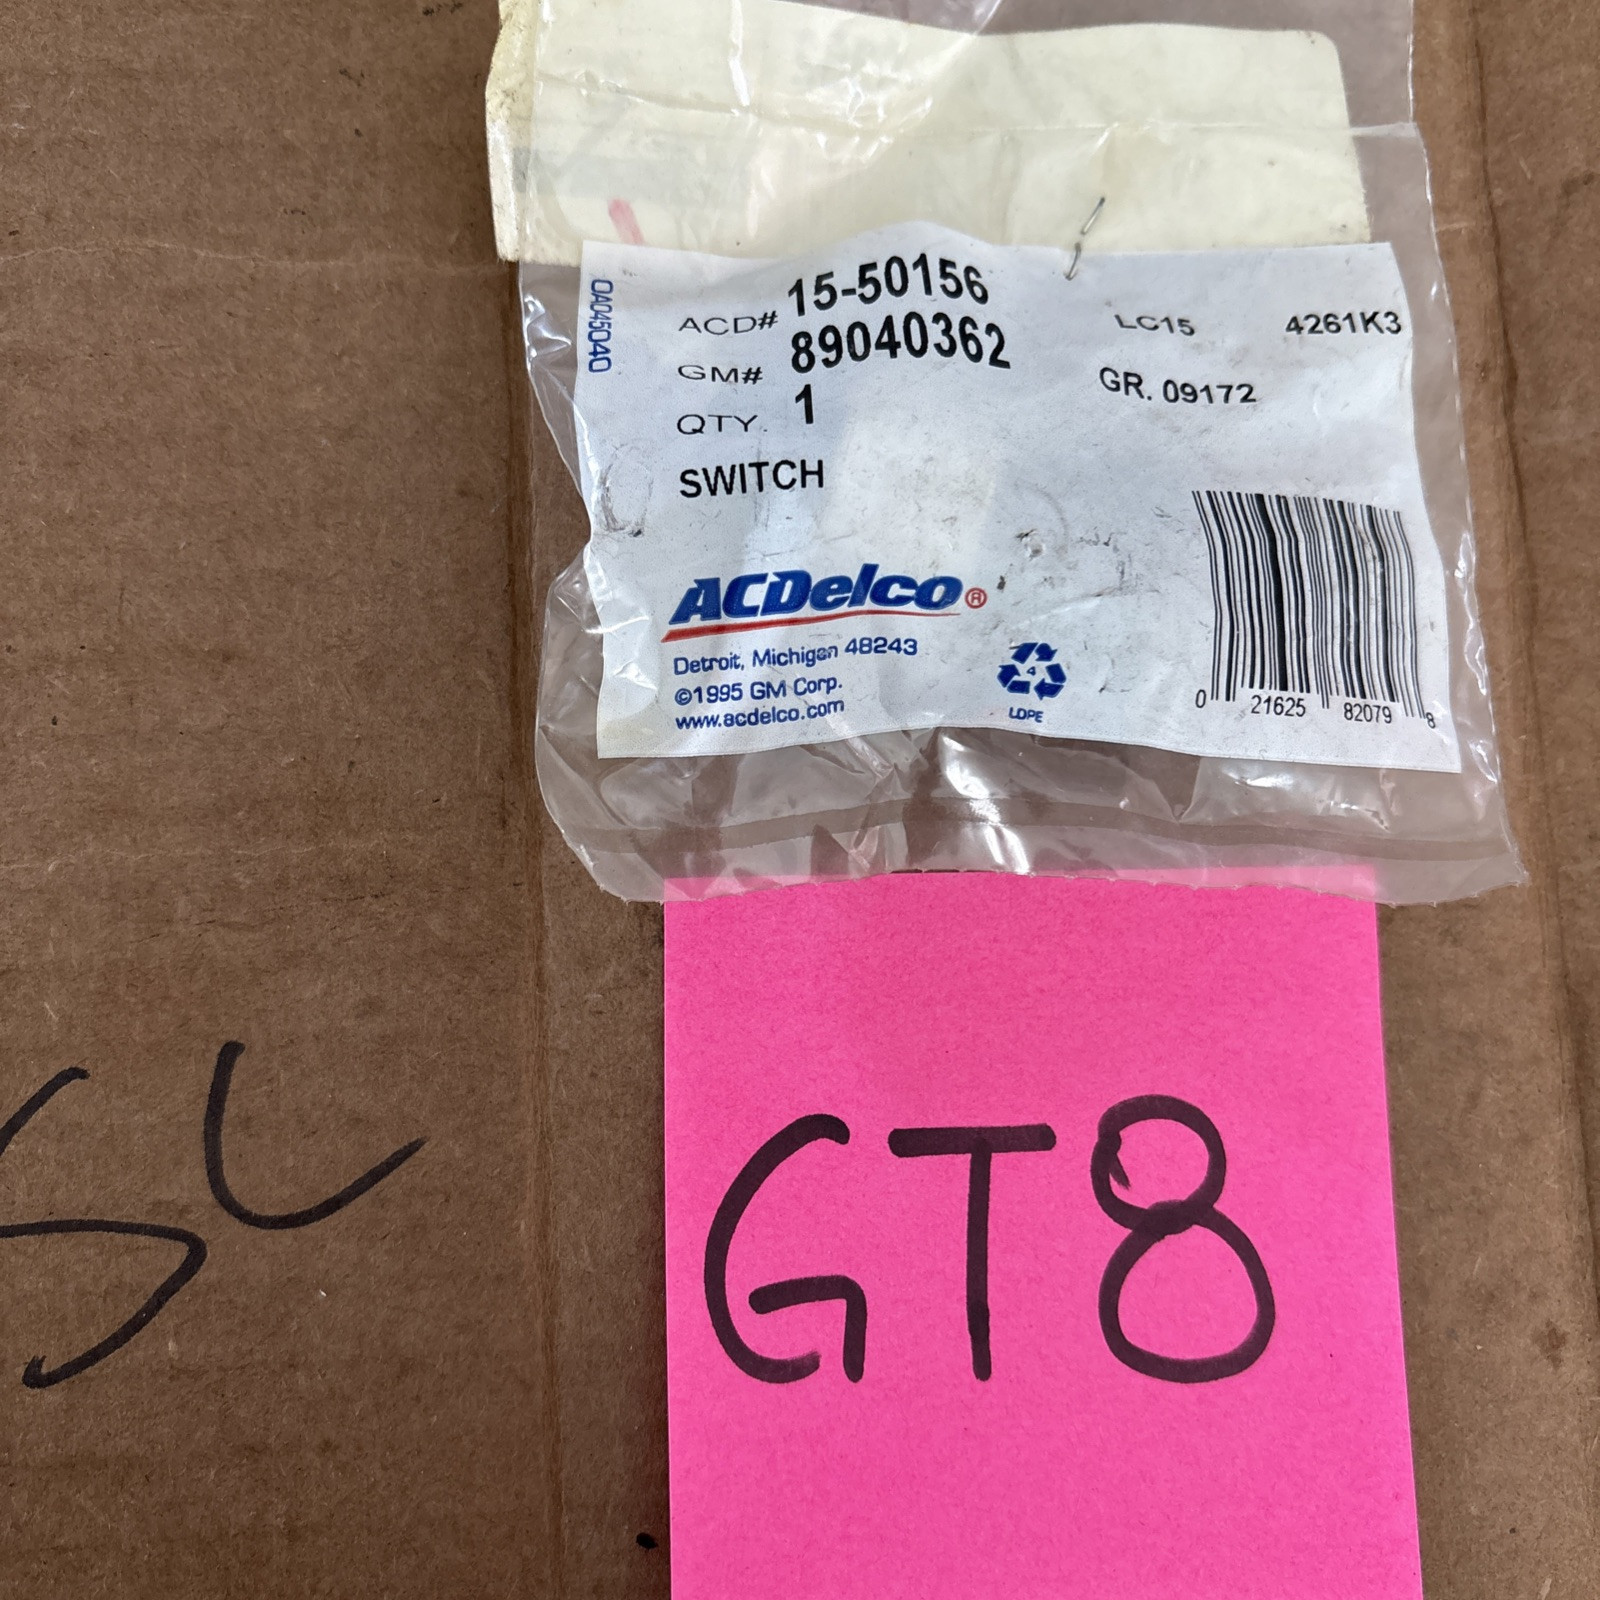 OA045040
ACD# 15-50156
GM# 89040362
QTY. 1
SWITCH
LC15 4261K3
GR. 09172
ACDelco®
Detroit, Michigan 48243
©1995 GM Corp.
www.acdelco.com
4
LDPE
0 21625 82079 8
GT8